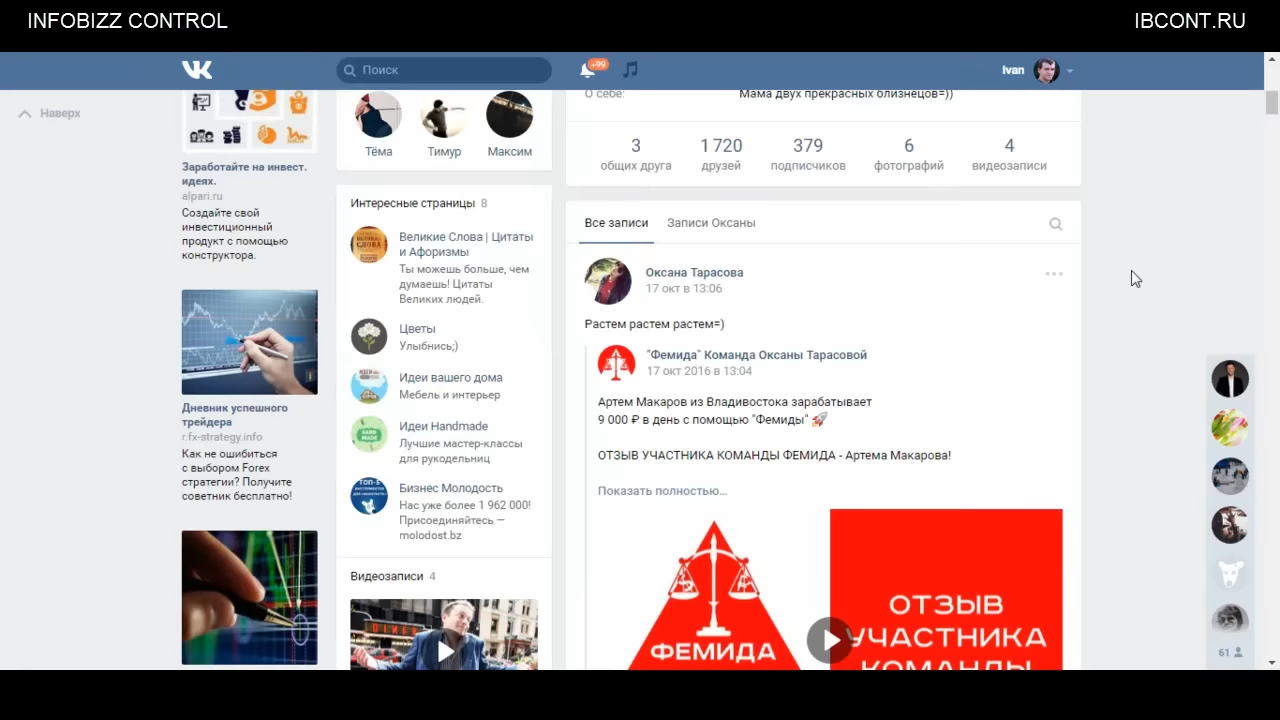 INFOBIZZ CONTROL
IBCONT.RU
Поиск
+99
Ivan
Наверх
Заработайте на инвест.
идеях.
alpari.ru
Создайте свой
инвестиционный
продукт с помощью
конструктора.
Дневник успешного
трейдера
r.fx-strategy.info
Как не ошибиться
с выбором Forex
стратегии? Получите
советник бесплатно!
Тёма
Тимур
Максим
Интересные страницы 8
Великие Слова | Цитаты
и Афоризмы
Ты можешь больше, чем
думаешь! Цитаты
Великих людей.
Цветы
Улыбнись;)
Идеи вашего дома
Мебель и интерьер
Идеи Handmade
Лучшие мастер-классы
для рукодельниц
Бизнес Молодость
Нас уже более 1 962 000!
Присоединяйтесь —
molodost.bz
Видеозаписи 4
О себе:
Мама двух прекрасных близнецов=))
3
общих друга
1 720
друзей
379
подписчиков
6
фотографий
4
видеозаписи
Все записи
Записи Оксаны
Оксана Тарасова
17 окт в 13:06
Растем растем растем=)
"Фемида" Команда Оксаны Тарасовой
17 окт 2016 в 13:04
Артем Макаров из Владивостока зарабатывает
9 000 ₽ в день с помощью "Фемиды" 🚀
ОТЗЫВ УЧАСТНИКА КОМАНДЫ ФЕМИДА - Артема Макарова!
Показать полностью...
ФЕМИДА
ОТЗЫВ
УЧАСТНИКА
КОМАНДЫ
61